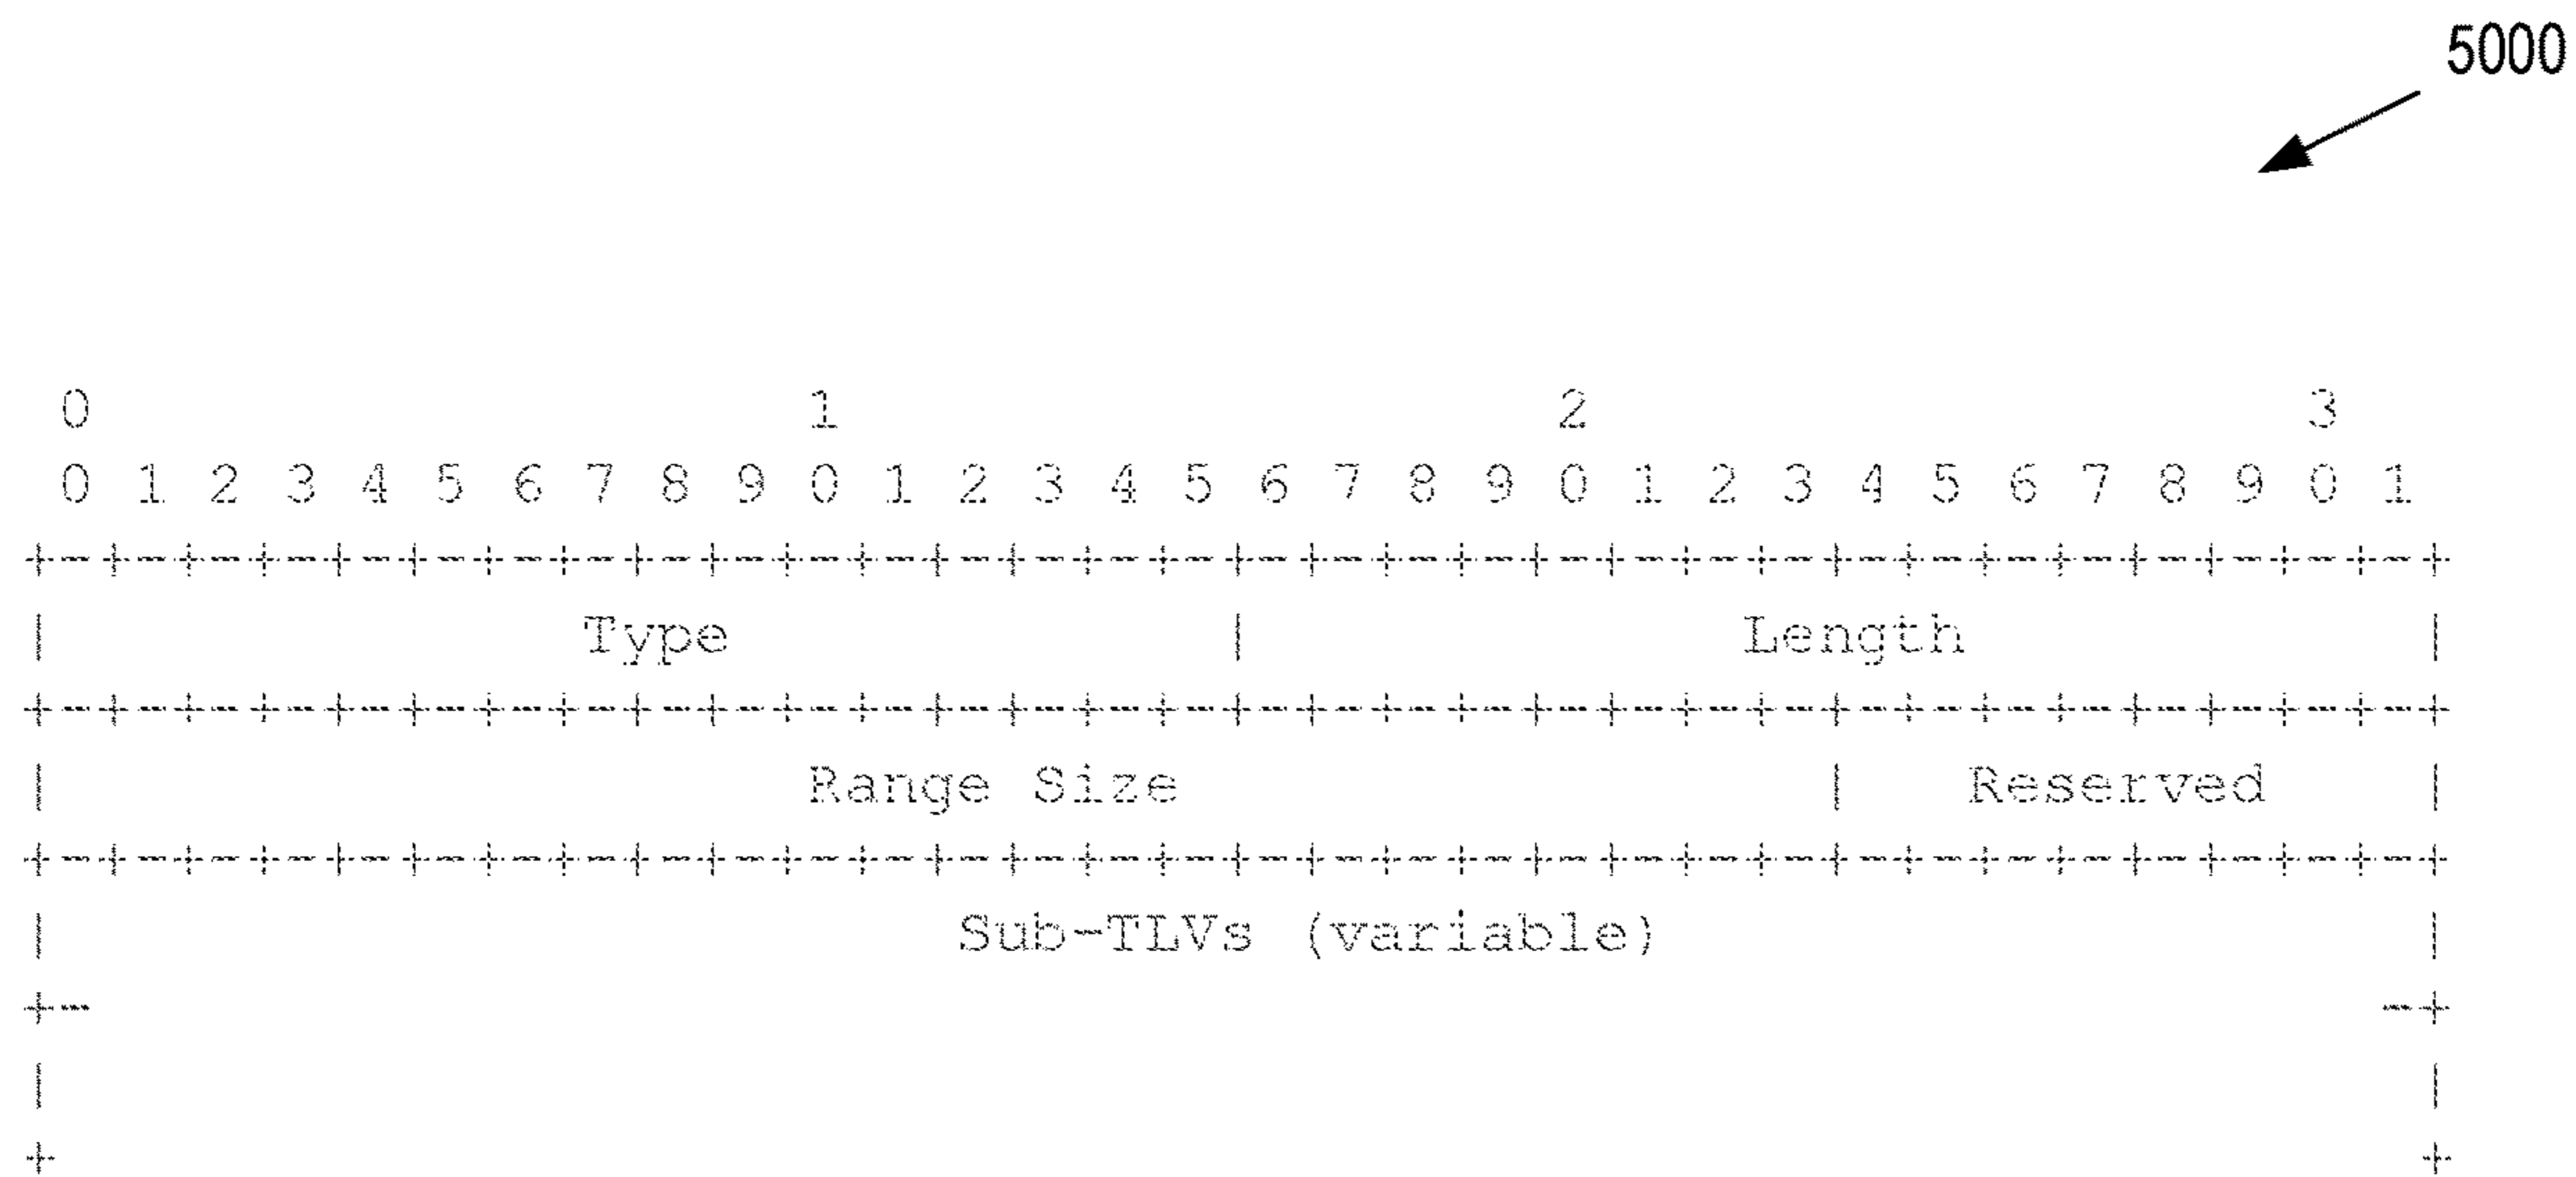 5000
0 1 2 3
0 1 2 3 4 5 6 7 8 9 0 1 2 3 4 5 6 7 8 9 0 1 2 3 4 5 6 7 8 9 0 1
+-+-+-+-+-+-+-+-+-+-+-+-+-+-+-+-+-+-+-+-+-+-+-+-+-+-+-+-+-+-+-+-+
| Type | Length |
+-+-+-+-+-+-+-+-+-+-+-+-+-+-+-+-+-+-+-+-+-+-+-+-+-+-+-+-+-+-+-+-+
| Range Size | Reserved |
+-+-+-+-+-+-+-+-+-+-+-+-+-+-+-+-+-+-+-+-+-+-+-+-+-+-+-+-+-+-+-+-+
| Sub-TLVs (variable) |
+- -+
| |
+ +